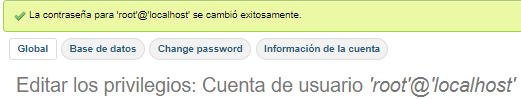 La contraseña para 'root'@'localhost' se cambió exitosamente.
Global Base de datos Change password Información de la cuenta
Editar los privilegios: Cuenta de usuario 'root'@'localhost'